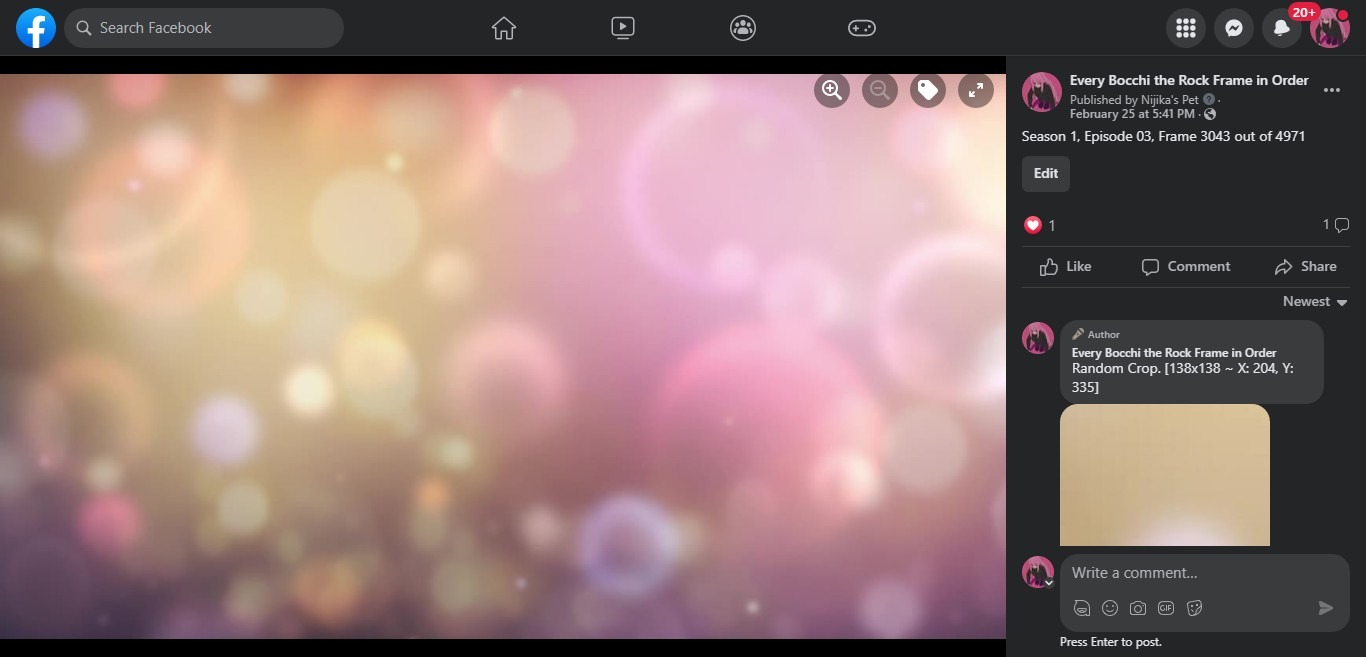 Search Facebook
20+
Every Bocchi the Rock Frame in Order
Published by Nijika's Pet ·
February 25 at 5:41 PM ·
Season 1, Episode 03, Frame 3043 out of 4971
Edit
1
1
Like
Comment
Share
Newest
Author
Every Bocchi the Rock Frame in Order
Random Crop. [138x138 ~ X: 204, Y:
335]
Write a comment...
GIF
Press Enter to post.